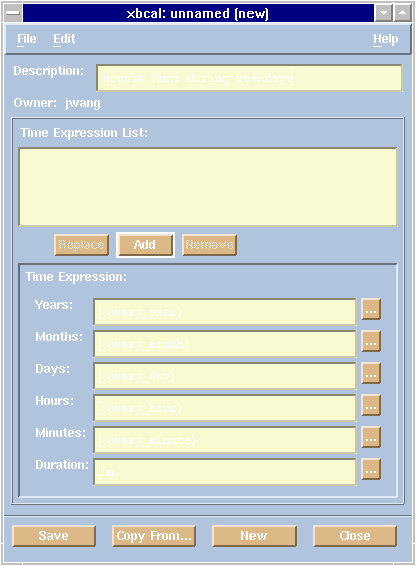 xbcal: unnamed (new)
File Edit Help
Description: hourly Runs during weekdays
Owner: jwang
Time Expression List:
Replace Add Remove
Time Expression:
Years: (every_year) ...
Months: (every_month) ...
Days: (every_day) ...
Hours: (every_hour) ...
Minutes: (every_minute) ...
Duration: ...
Save Copy From... New Close